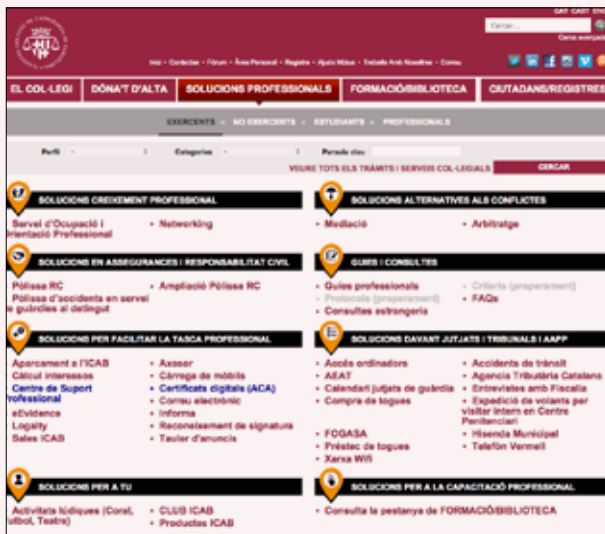 CAT CAST ENG
Cercar...
Cerca avançada
Inici • Contactes • Fòrum • Àrea Personal • Registre • Ajuts Mútus • Treballa Amb Nosaltres • Correu
EL COL·LEGI
DÓNA'T D'ALTA
SOLUCIONS PROFESSIONALS
FORMACIÓ/BIBLIOTECA
CIUTADANS/REGISTRES
EXERCENTS
NO EXERCENTS
ESTUDIANTS
PROFESSIONALS
Perfil
Categories
Paraula clau
VEURE TOTS ELS TRÀMITS I SERVEIS COL·LEGIALS
CERCAR
SOLUCIONS CREIXEMENT PROFESSIONAL
Servei d'Ocupació i
Orientació Professional
• Networking
SOLUCIONS ALTERNATIVES ALS CONFLICTES
• Mediació
• Arbitratge
SOLUCIONS EN ASSEGURANCES I RESPONSABILITAT CIVIL
Pòlissa RC
Pòlissa d'accidents en servei
de guàrdies al detingut
• Ampliació Pòlissa RC
GUIES I CONSULTES
• Guies professionals
• Protocols (properament)
• Consultes estrangeria
• Criteris (properament)
• FAQs
SOLUCIONS PER FACILITAR LA TASCA PROFESSIONAL
Aparcament a l'ICAB
Càlcul interessos
Centre de Suport
Professional
eEvidence
Logalty
Sales ICAB
• Axesor
• Càrrega de mòbils
• Certificats digitals (ACA)
• Correu electrònic
• Informa
• Reconeixement de signatura
• Tauler d'anuncis
SOLUCIONS DAVANT JUTJATS I TRIBUNALS I AAPP
• Accés ordinadors
• AEAT
• Calendari jutjats de guàrdia
• Compra de togues
• FOGASA
• Préstec de togues
• Xarxa Wifi
• Accidents de trànsit
• Agencia Tributària Catalana
• Entrevistes amb Fiscalia
• Expedició de volants per
visitar Intern en Centre
Penitenciari
• Hisenda Municipal
• Telèfon Vermell
SOLUCIONS PER A TU
Activitats lúdiques (Coral,
Futbol, Teatre)
• CLUB ICAB
• Productes ICAB
SOLUCIONS PER A LA CAPACITACIÓ PROFESSIONAL
• Consulta la pestanya de FORMACIÓ/BIBLIOTECA